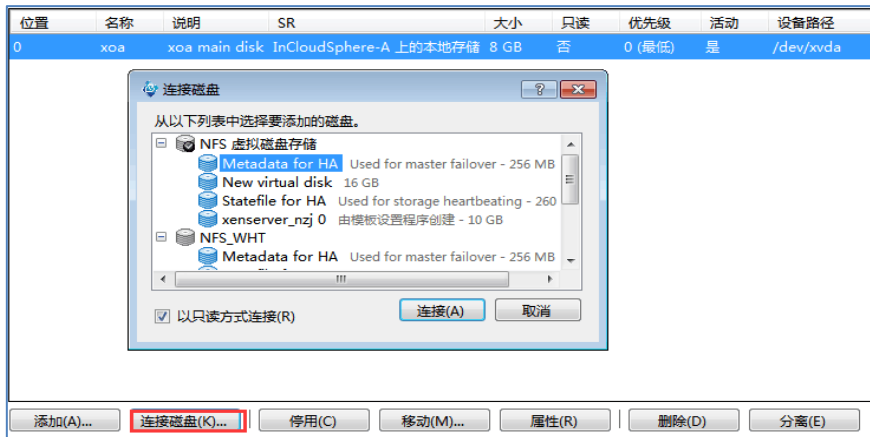 位置 名称 说明 SR 大小 只读 优先级 活动 设备路径
0 xoa xoa main disk InCloudSphere-A 上的本地存储 8 GB 否 0 (最低) 是 /dev/xvda
连接磁盘
从以下列表中选择要添加的磁盘。
NFS 虚拟磁盘存储
Metadata for HA Used for master failover - 256 MB
New virtual disk 16 GB
Statefile for HA Used for storage heartbeating - 260
xenserver_nzj 0 由模板设置程序创建 - 10 GB
NFS_WHT
Metadata for HA Used for master failover - 256 MB
以只读方式连接(R) 连接(A) 取消
添加(A)... 连接磁盘(K)... 停用(C) 移动(M)... 属性(R) 删除(D) 分离(E)